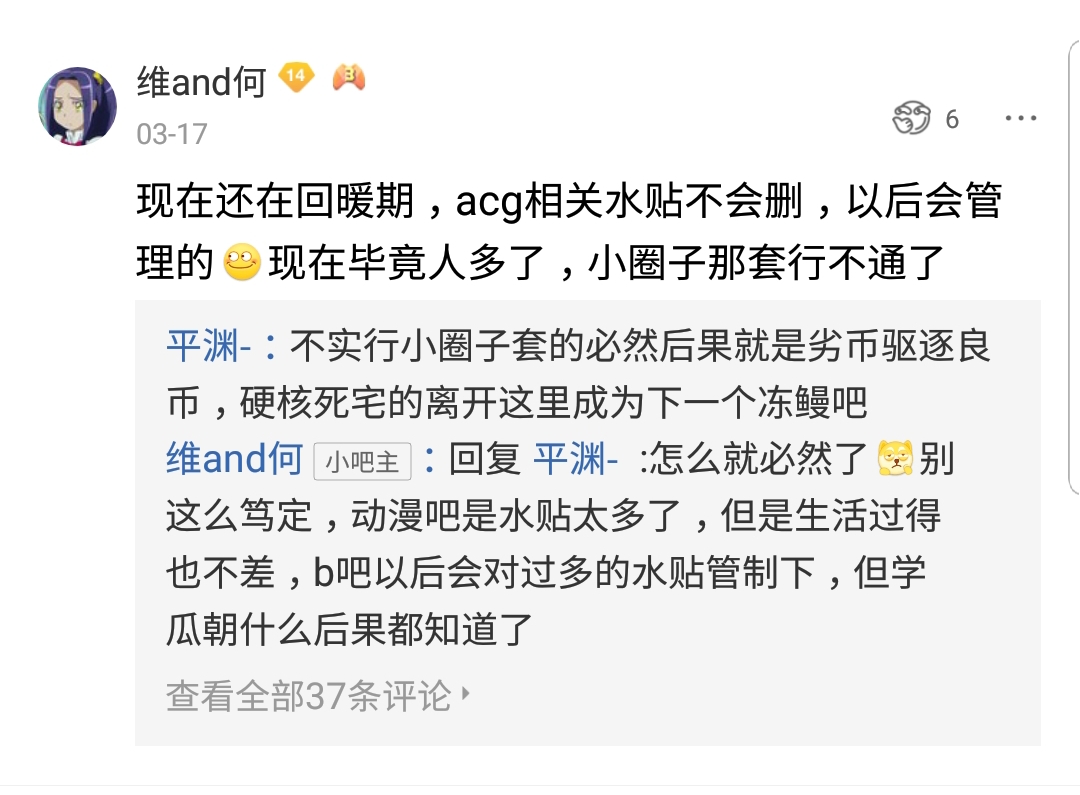 维and何 14 3
03-17
6
现在还在回暖期，acg相关水贴不会删，以后会管
理的现在毕竟人多了，小圈子那套行不通了
平渊-：不实行小圈子套的必然后果就是劣币驱逐良
币，硬核死宅的离开这里成为下一个冻鳗吧
维and何 小吧主：回复 平渊- :怎么就必然了别
这么笃定，动漫吧是水贴太多了，但是生活过得
也不差，b吧以后会对过多的水贴管制下，但学
瓜朝什么后果都知道了
查看全部37条评论